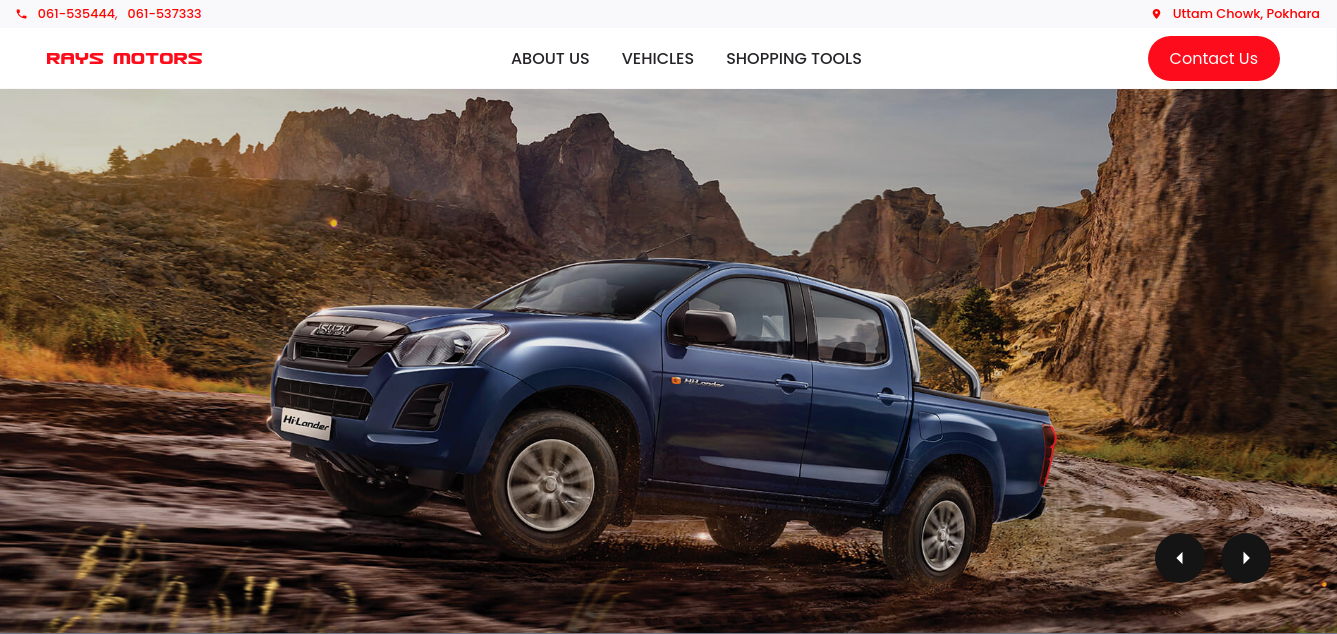 061-535444, 061-537333
Uttam Chowk, Pokhara
RAYS MOTORS
ABOUT US
VEHICLES
SHOPPING TOOLS
Contact Us
ISUZU
Hi-Lander
Hi-Lander